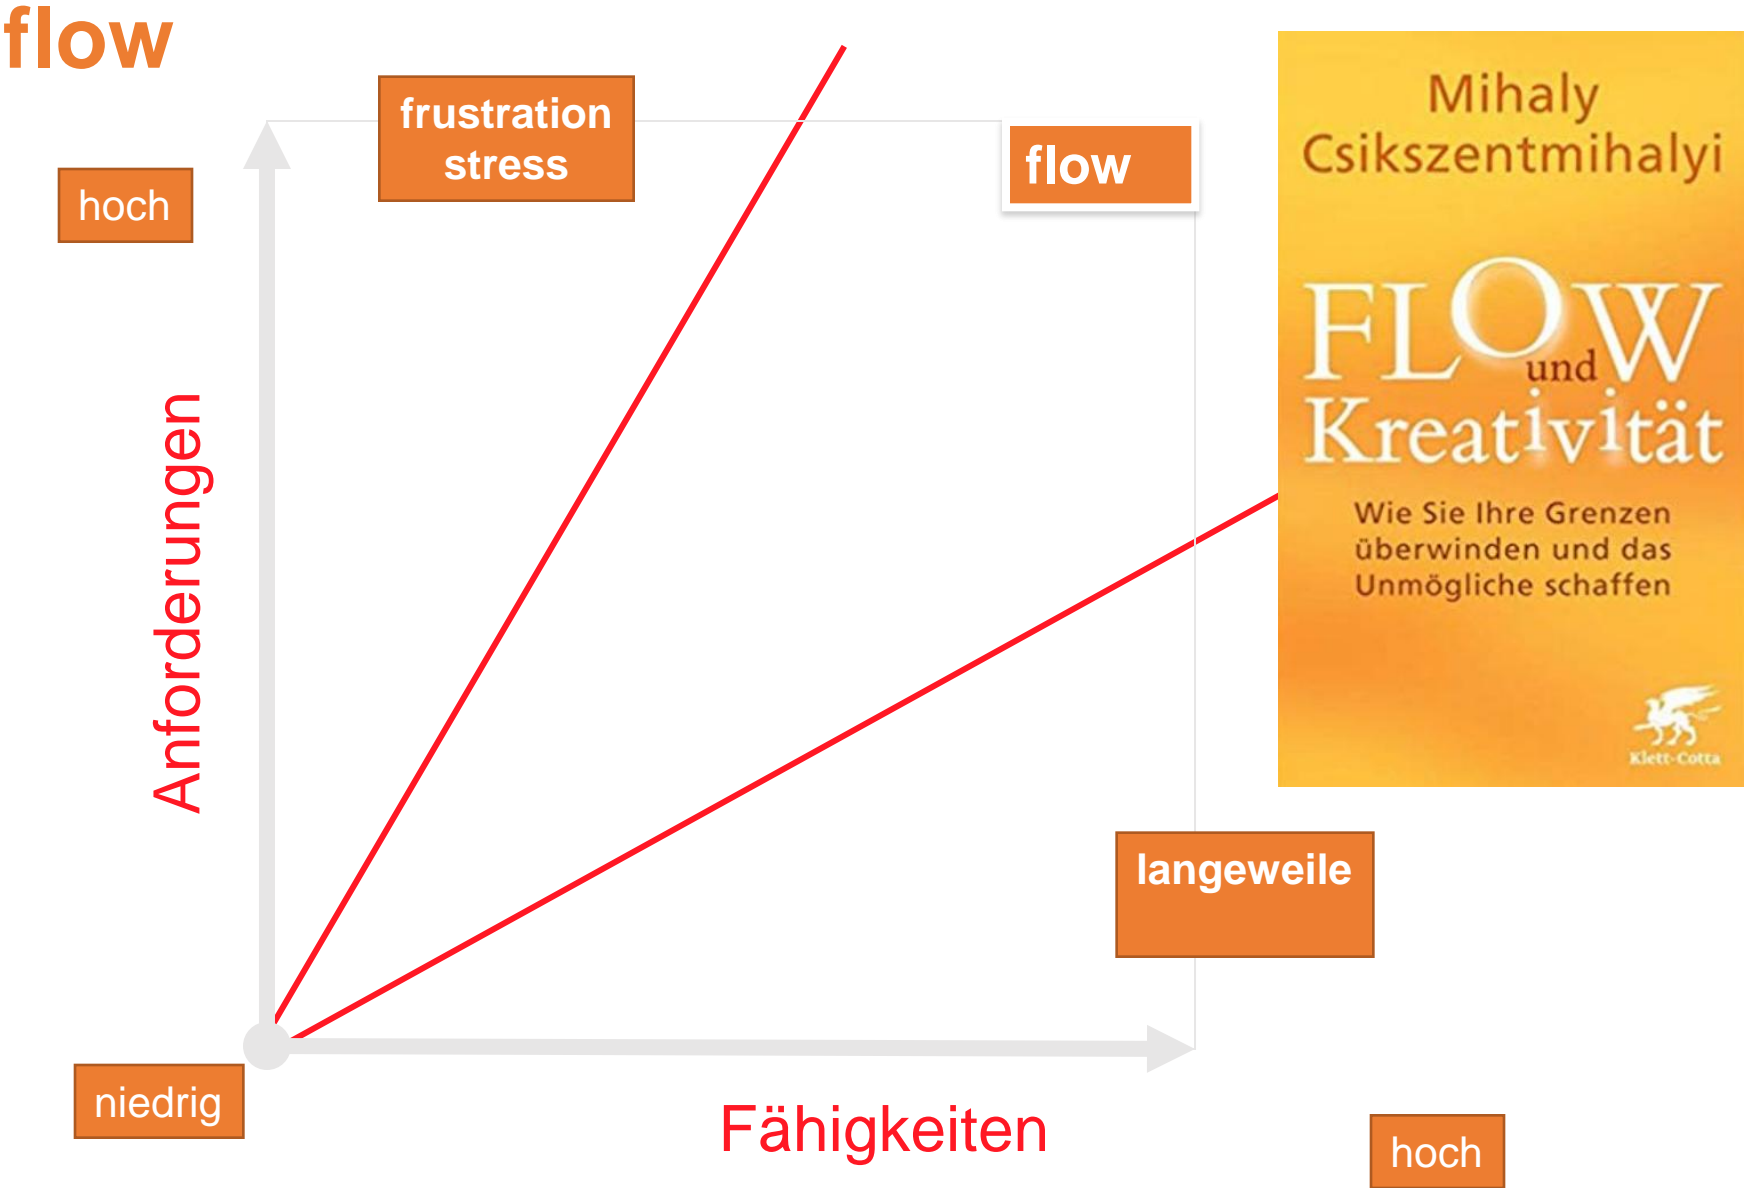 flow
frustration
stress
flow
hoch
Anforderungen
niedrig
Fähigkeiten
hoch
langeweile
Mihaly
Csikszentmihalyi
FLOW
und
Kreativität
Wie Sie Ihre Grenzen
überwinden und das
Unmögliche schaffen
Klett-Cotta